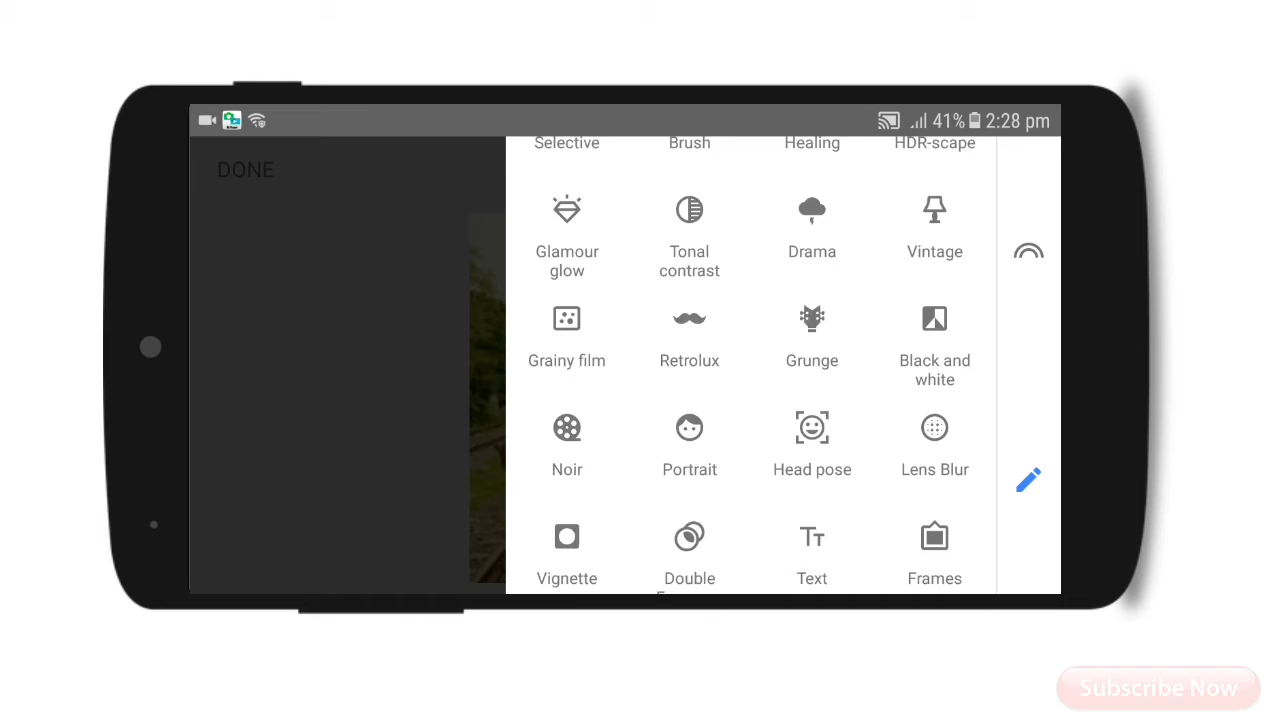 41% 2:28 pm
DONE
Selective Brush Healing HDR-scape
Glamour glow
Tonal contrast
Drama
Vintage
Grainy film
Retrolux
Grunge
Black and white
Noir
Portrait
Head pose
Lens Blur
Vignette
Double
Text
Frames
Subscribe Now